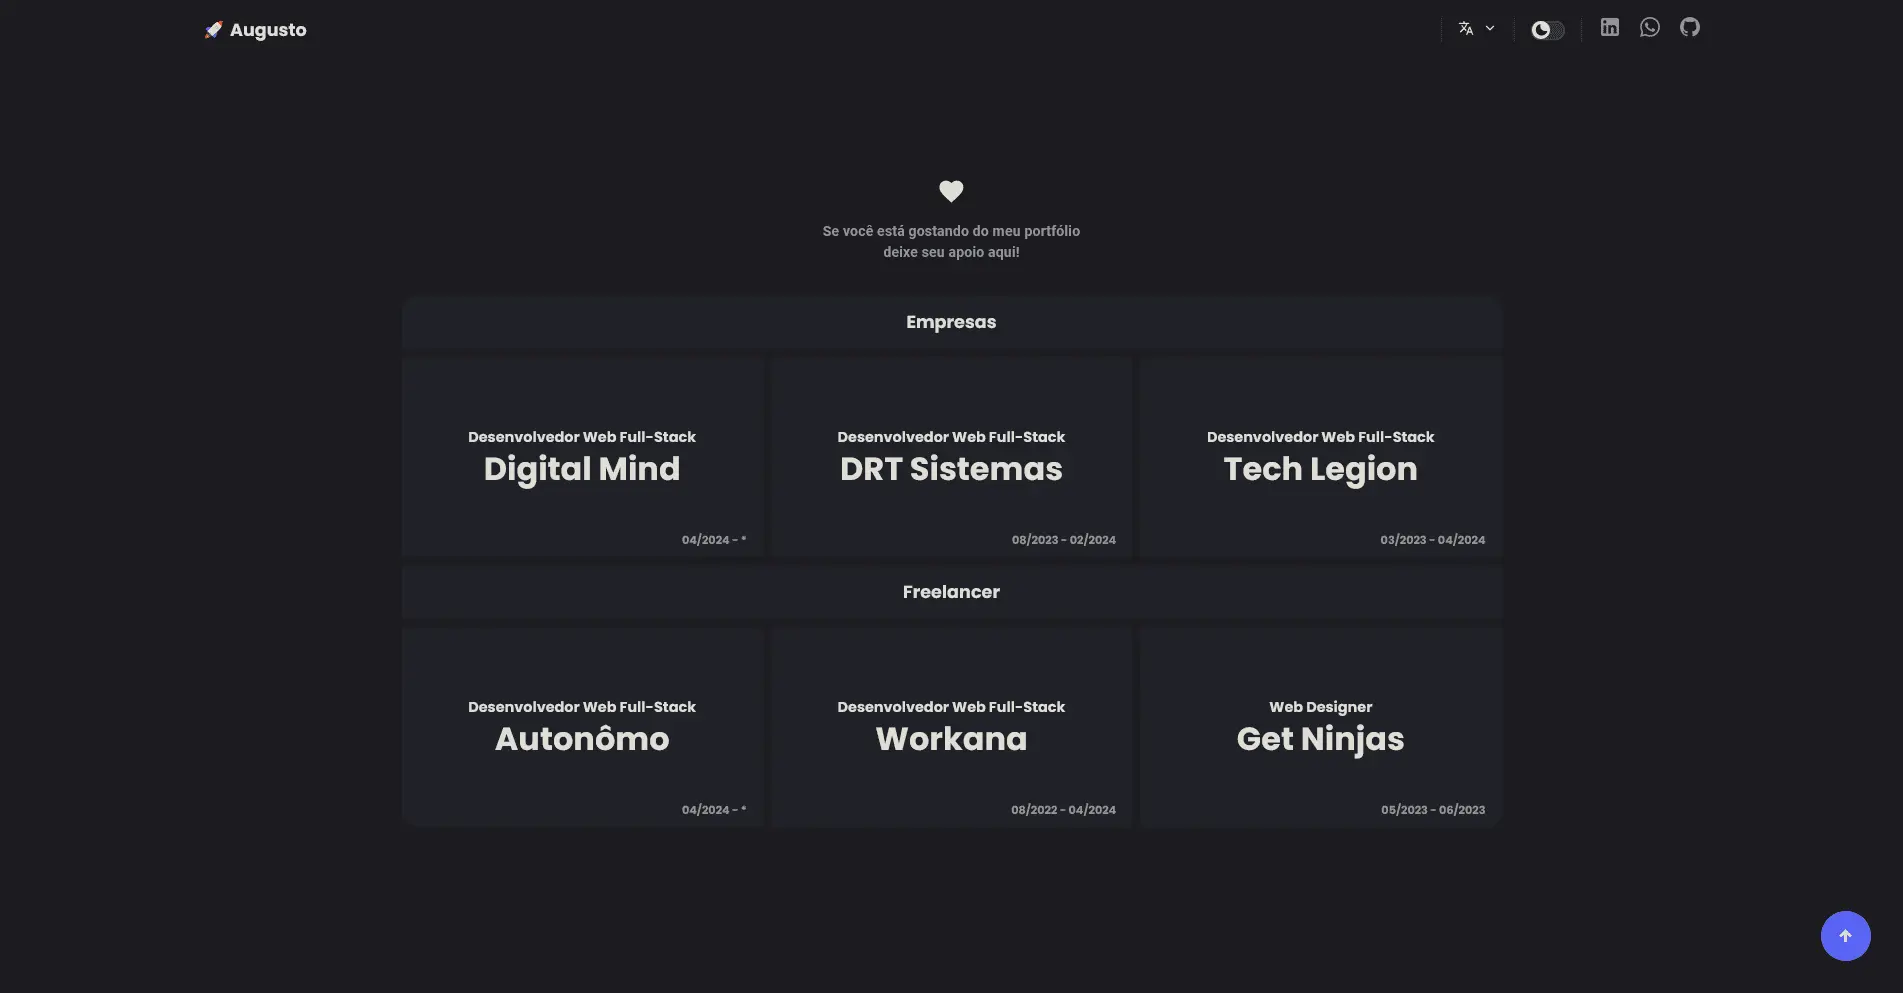 Augusto
Se você está gostando do meu portfólio
deixe seu apoio aqui!
Empresas
Desenvolvedor Web Full-Stack
Digital Mind
04/2024 - *
Desenvolvedor Web Full-Stack
DRT Sistemas
08/2023 - 02/2024
Desenvolvedor Web Full-Stack
Tech Legion
03/2023 - 04/2024
Freelancer
Desenvolvedor Web Full-Stack
Autonômo
04/2024 - *
Desenvolvedor Web Full-Stack
Workana
08/2022 - 04/2024
Web Designer
Get Ninjas
05/2023 - 06/2023